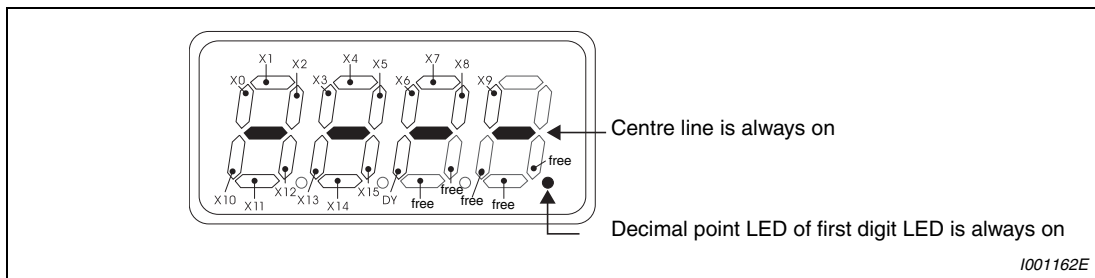 X1 X4 X7
X0 X2 X3 X5 X6 X8 X9
Centre line is always on
free
X10 X12 X13 X15 DY free free free free
X11 X14
Decimal point LED of first digit LED is always on
I001162E